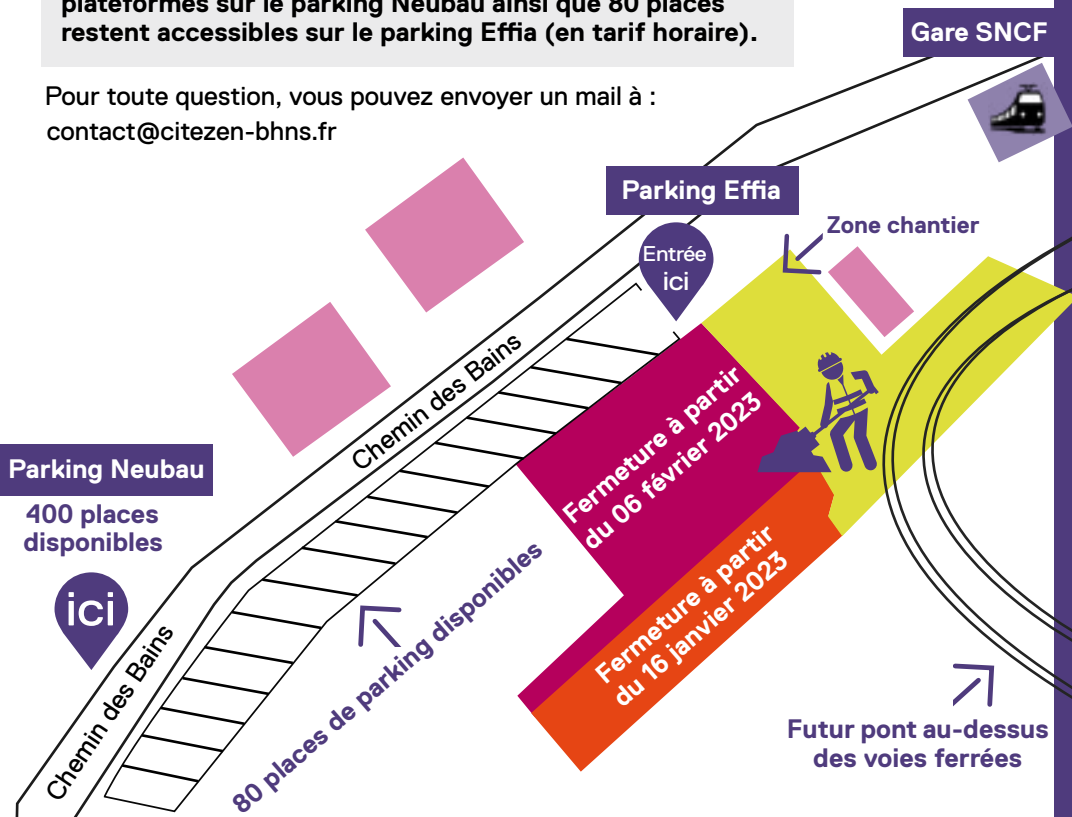 plateformes sur le parking Neubau ainsi que 80 places
restent accessibles sur le parking Effia (en tarif horaire).
Gare SNCF
Pour toute question, vous pouvez envoyer un mail à :
contact@citezen-bhns.fr
Parking Effia
Zone chantier
Entrée
ici
Chemin des Bains
Fermeture à partir
du 06 février 2023
Parking Neubau
400 places
disponibles
ici
Fermeture à partir
du 16 janvier 2023
80 places de parking disponibles
Chemin des Bains
Futur pont au-dessus
des voies ferrées